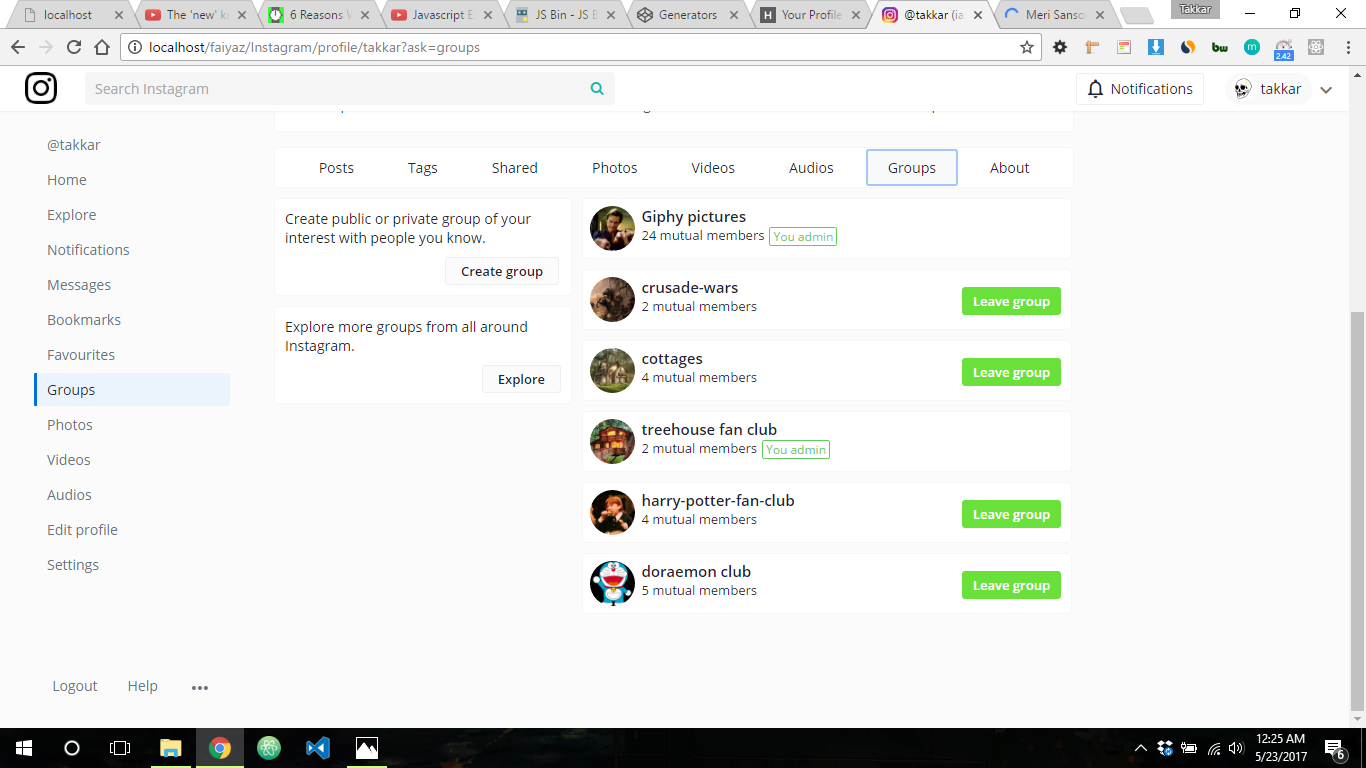 Takkar
localhost
The 'new' k
6 Reasons
Javascript E
JS Bin - JS B
Generators
Your Profile
@takkar (ia
Meri Sanso
localhost/faiyaz/Instagram/profile/takkar?ask=groups
2.42
Search Instagram
Notifications
takkar
@takkar
Home
Explore
Notifications
Messages
Bookmarks
Favourites
Groups
Photos
Videos
Audios
Edit profile
Settings
Logout Help
Posts Tags Shared Photos Videos Audios Groups About
Create public or private group of your
interest with people you know.
Create group
Explore more groups from all around
Instagram.
Explore
Giphy pictures
24 mutual members You admin
crusade-wars
2 mutual members
Leave group
cottages
4 mutual members
Leave group
treehouse fan club
2 mutual members You admin
harry-potter-fan-club
4 mutual members
Leave group
doraemon club
5 mutual members
Leave group
12:25 AM
5/23/2017
6